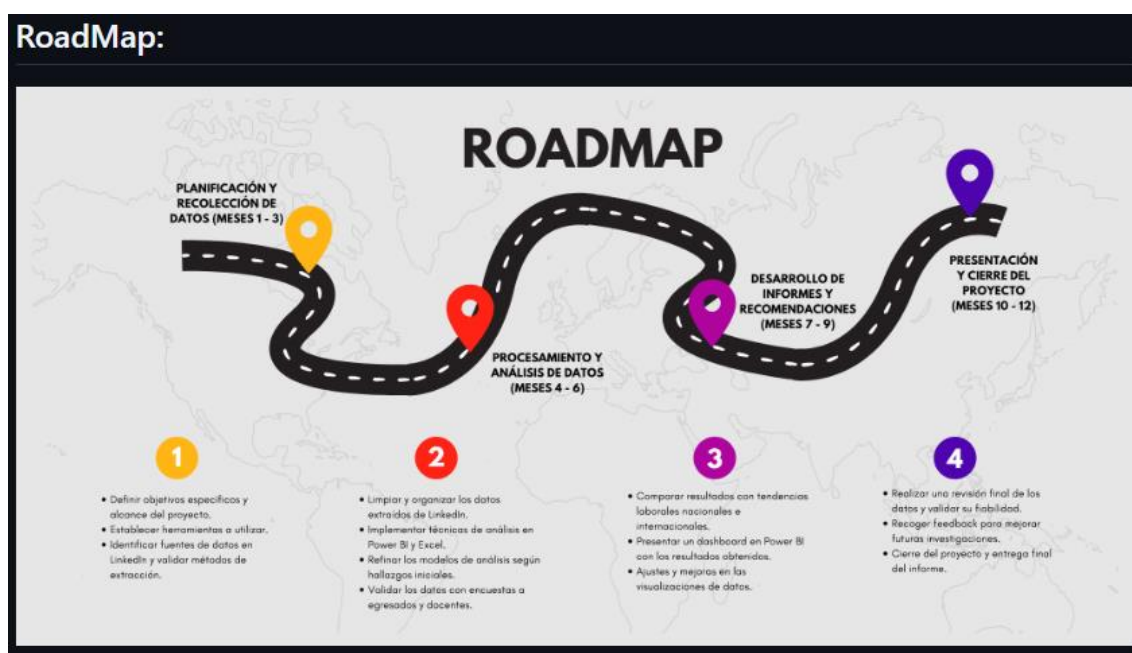 RoadMap:
ROADMAP
PLANIFICACIÓN Y
RECOLECCIÓN DE
DATOS (MESES 1 - 3)
PROCESAMIENTO Y
ANÁLISIS DE DATOS
(MESES 4 - 6)
DESARROLLO DE
INFORMES Y
RECOMENDACIONES
(MESES 7 - 9)
PRESENTACIÓN
Y CIERRE DEL
PROYECTO
(MESES 10 - 12)
1
• Definir objetivos específicos y
alcance del proyecto.
• Establecer herramientas a utilizar.
• Identificar fuentes de datos en
LinkedIn y validar métodos de
extracción.
2
• Limpiar y organizar los datos
extraídos de LinkedIn.
• Implementar técnicas de análisis en
Power BI y Excel.
• Refinar los modelos de análisis según
hallazgos iniciales.
• Validar los datos con encuestas a
egresados y docentes.
3
• Comparar resultados con tendencias
laborales nacionales e
internacionales.
• Presentar un dashboard en Power BI
con los resultados obtenidos.
• Ajustes y mejoras en las
visualizaciones de datos.
4
• Realizar una revisión final de los
datos y validar su fiabilidad.
• Recoger feedback para mejorar
futuras investigaciones.
• Cierre del proyecto y entrega final
del informe.